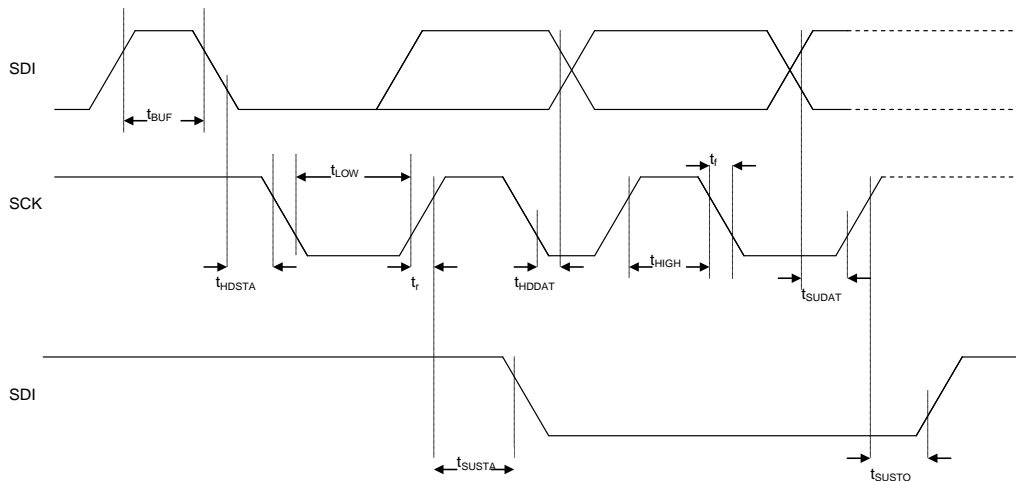 SDI
tBUF
tLOW
tf
SCK
tHDSTA
tr
tHDDAT
tHIGH
tSUDAT
SDI
tSUSTA
tSUSTO